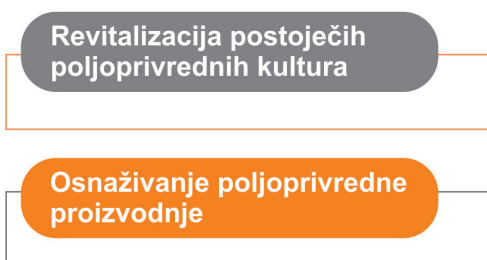 Revitalizacija postoječih
poljoprivrednih kultura
Osnaživanje poljoprivredne
proizvodnje